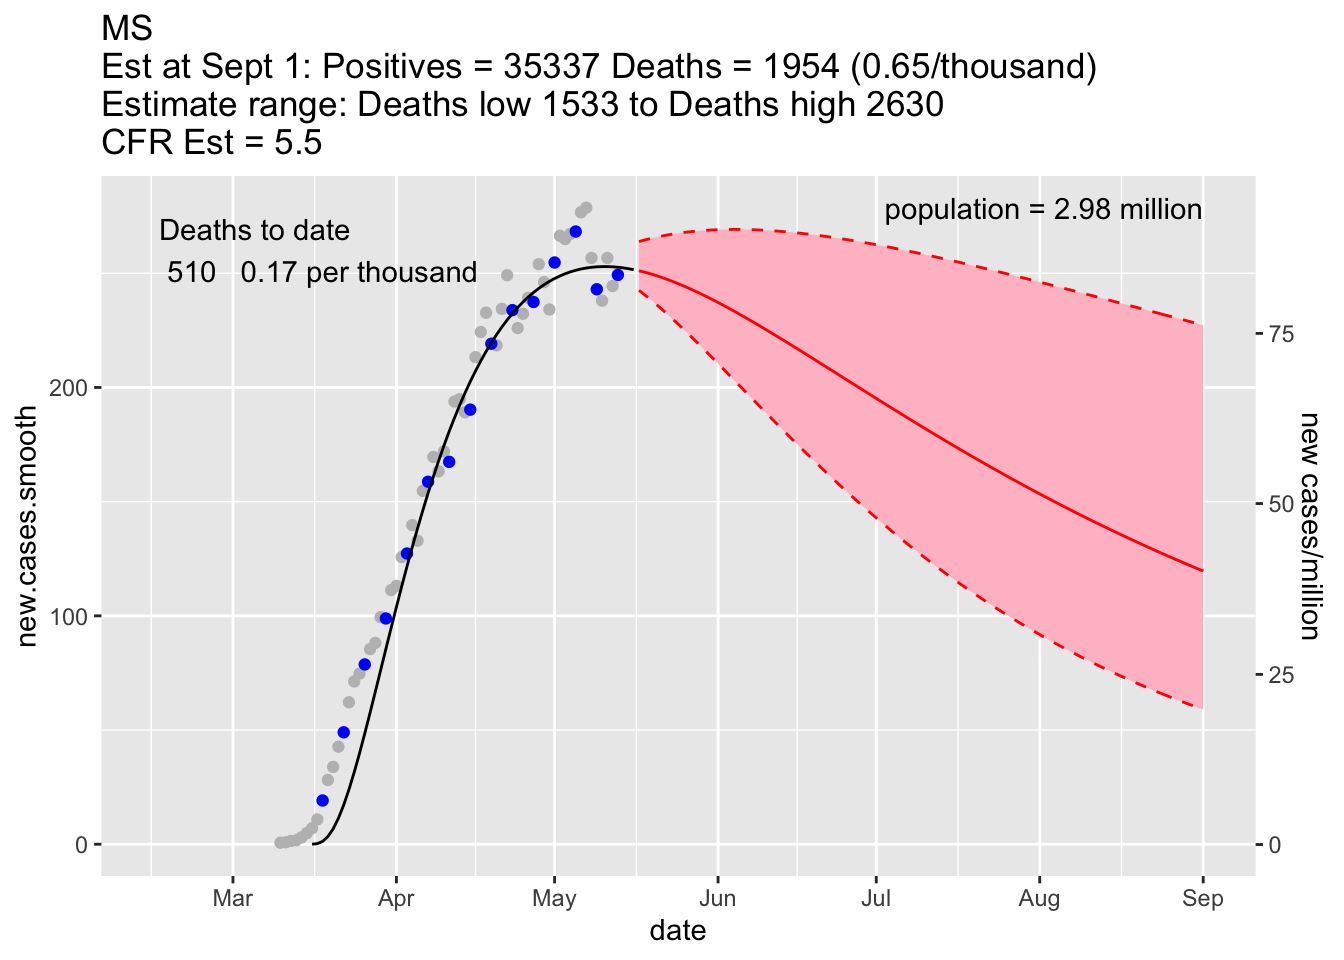 MS
Est at Sept 1: Positives = 35337 Deaths = 1954 (0.65/thousand)
Estimate range: Deaths low 1533 to Deaths high 2630
CFR Est = 5.5
population = 2.98 million
Deaths to date
510 0.17 per thousand
new.cases.smooth
200
100
0
75
50
25
0
new cases/million
Mar Apr May Jun Jul Aug Sep
date